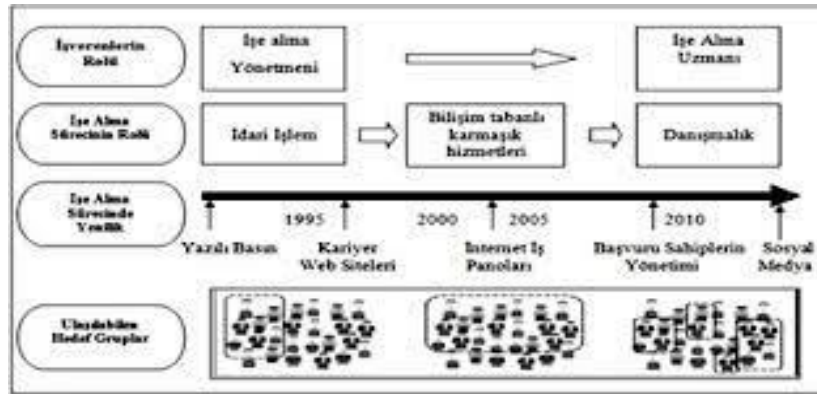 İşverenlerin
Rolü
İşe alma
Yönetmeni
İşe Alma
Uzmanı
İşe Alma
Sürecinin Rolü
İdari İşlem
Bilişim tabanlı
karmaşık
hizmetleri
Danışmalık
İşe Alma
Sürecinde
Yenilik
1995
2000
2005
2010
Yazılı Basın
Kariyer
Web Siteleri
Internet İş
Panoları
Başvuru Sahiplerin
Yönetimi
Sosyal
Medya
Ulaşılabilen
Hedef Gruplar